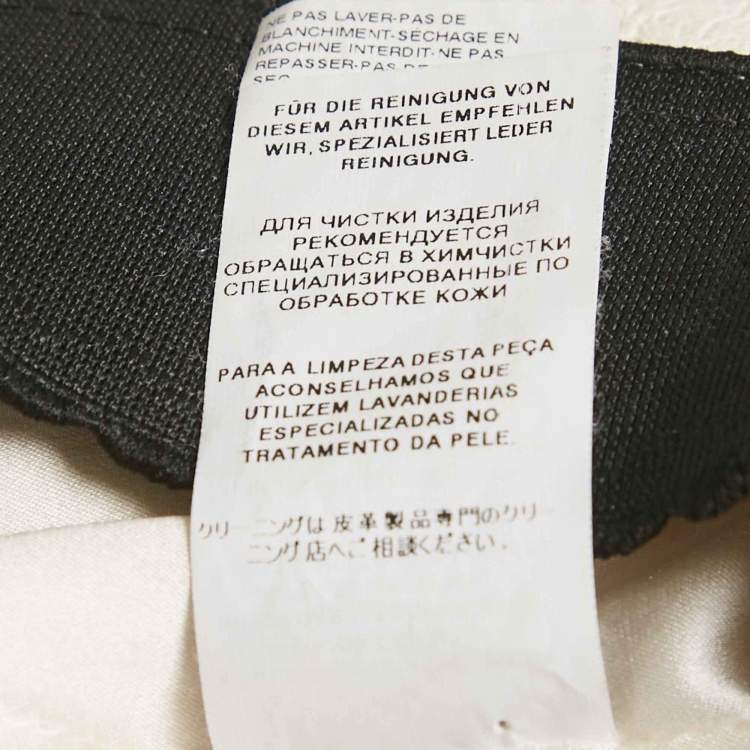 NE PAS LAVER-PAS DE
BLANCHIMENT-SÉCHAGE EN
MACHINE INTERDIT-NE PAS
REPASSER-PAS DE
SEC
FÜR DIE REINIGUNG VON
DIESEM ARTIKEL EMPFEHLEN
WIR, SPEZIALISIERT LEDER
REINIGUNG.
ДЛЯ ЧИСТКИ ИЗДЕЛИЯ
РЕКОМЕНДУЕТСЯ
ОБРАЩАТЬСЯ В ХИМЧИСТКИ
СПЕЦИАЛИЗИРОВАННЫЕ ПО
ОБРАБОТКЕ КОЖИ
PARA A LIMPEZA DESTA PEÇA
ACONSELHAMOS QUE
UTILIZEM LAVANDERIAS
ESPECIALIZADAS NO
TRATAMENTO DA PELE.
クリーニングは皮革製品専門のクリー
ニング店へご相談ください。